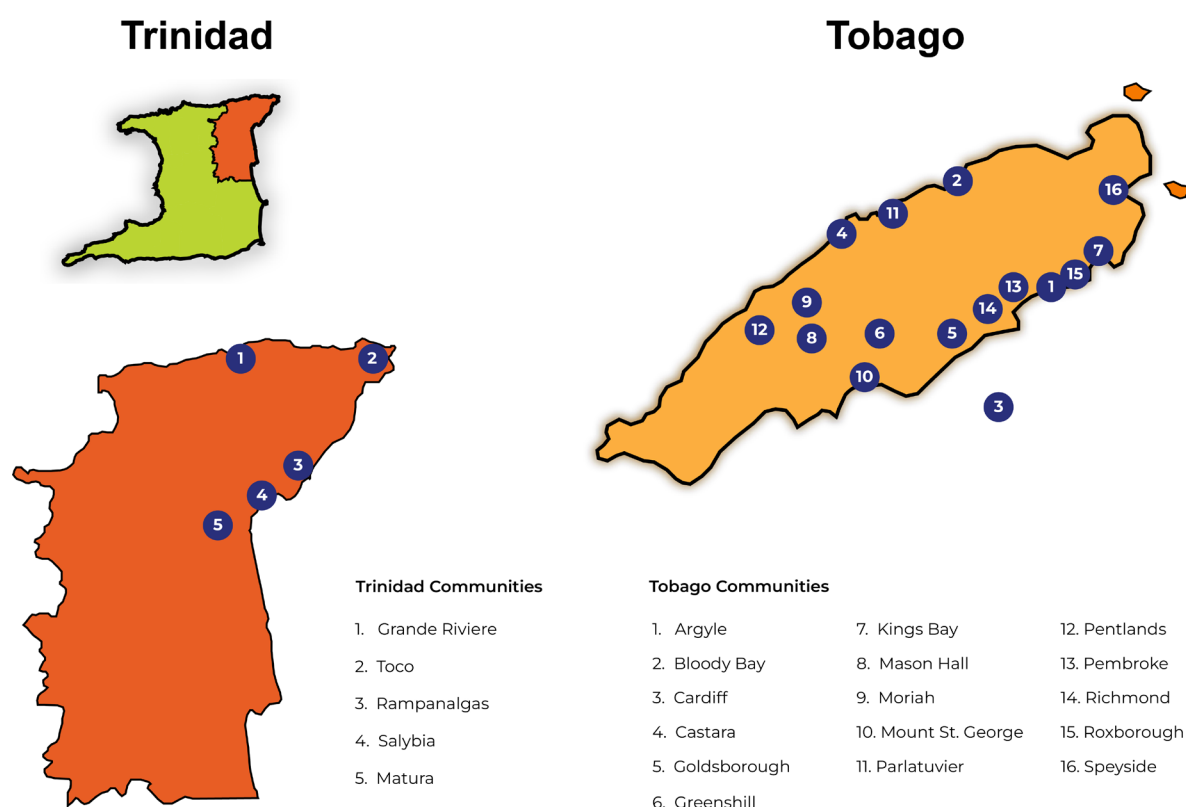 Trinidad
Tobago
2
16
11
4
7
15
13
1
9
14
12
6
5
8
10
3
1
2
3
4
5
Trinidad Communities
1. Grande Riviere
2. Toco
3. Rampanalgas
4. Salybia
5. Matura
Tobago Communities
1. Argyle
2. Bloody Bay
3. Cardiff
4. Castara
5. Goldsborough
6. Greenshill
7. Kings Bay
8. Mason Hall
9. Moriah
10. Mount St. George
11. Parlatuvier
12. Pentlands
13. Pembroke
14. Richmond
15. Roxborough
16. Speyside